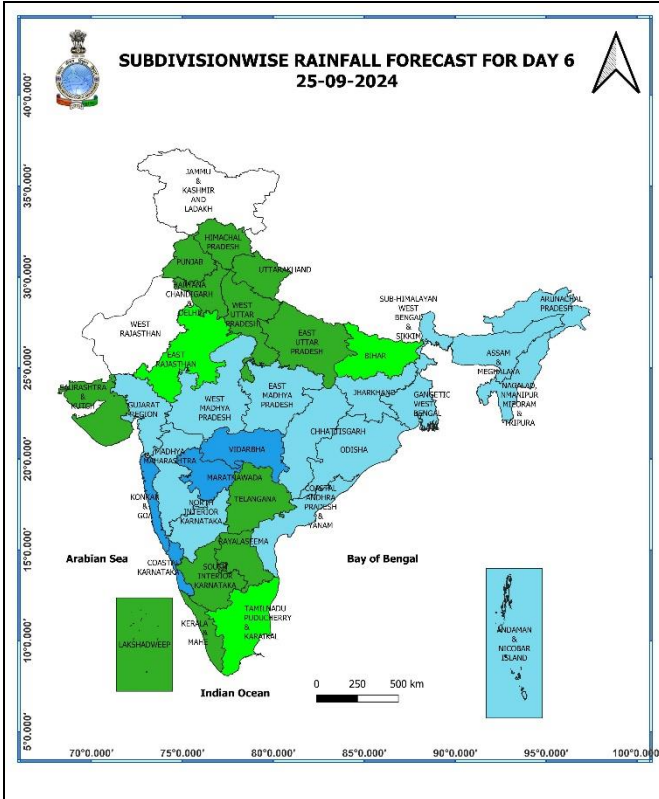 SUBDIVISIONWISE RAINFALL FORECAST FOR DAY 6
25-09-2024
40°0.000'
35°0.000'
30°0.000'
25°0.000'
20°0.000'
15°0.000'
10°0.000'
5°0.000'
JAMMU
&
KASHMIR
AND
LADAKH
HIMACHAL
PRADESH
PUNJAB
UTTARAKHAND
CHANDIGARH
&
DELHI
WEST
UTTAR
PRADESH
WEST
RAJASTHAN
EAST
RAJASTHAN
EAST
UTTAR
PRADESH
BIHAR
SUB-HIMALAYAN
WEST
BENGAL
&
SIKKIM
ARUNACHAL
PRADESH
ASSAM
&
MEGHALAYA
NAGALAD,
NMANIPUR
MIZORAM
&
TRIPURA
SAURASHTRA
&
KUTCH
GUJARAT
REGION
WEST
MADHYA
PRADESH
EAST
MADHYA
PRADESH
JHARKHAND
GANGETIC
WEST
BENGAL
CHHATTISGARH
ODISHA
VIDARBHA
MADHYA
MAHARASHTRA
MARATHAWADA
KONKAN
&
GOA
TELANGANA
COASTAL
ANDHRA
PRADESH
&
YANAM
NORTH
INTERIOR
KARNATAKA
RAYALASEEMA
COASTAL
KARNATAKA
SOUTH
INTERIOR
KARNATAKA
TAMILNADU
PUDUCHERRY
&
KARAIKAL
KERALA
&
MAHE
LAKSHADWEEP
ANDAMAN
&
NICOBAR
ISLAND
Arabian Sea
Bay of Bengal
Indian Ocean
0 250 500 km
70°0.000' 75°0.000' 80°0.000' 85°0.000' 90°0.000' 95°0.000' 100°0.000'